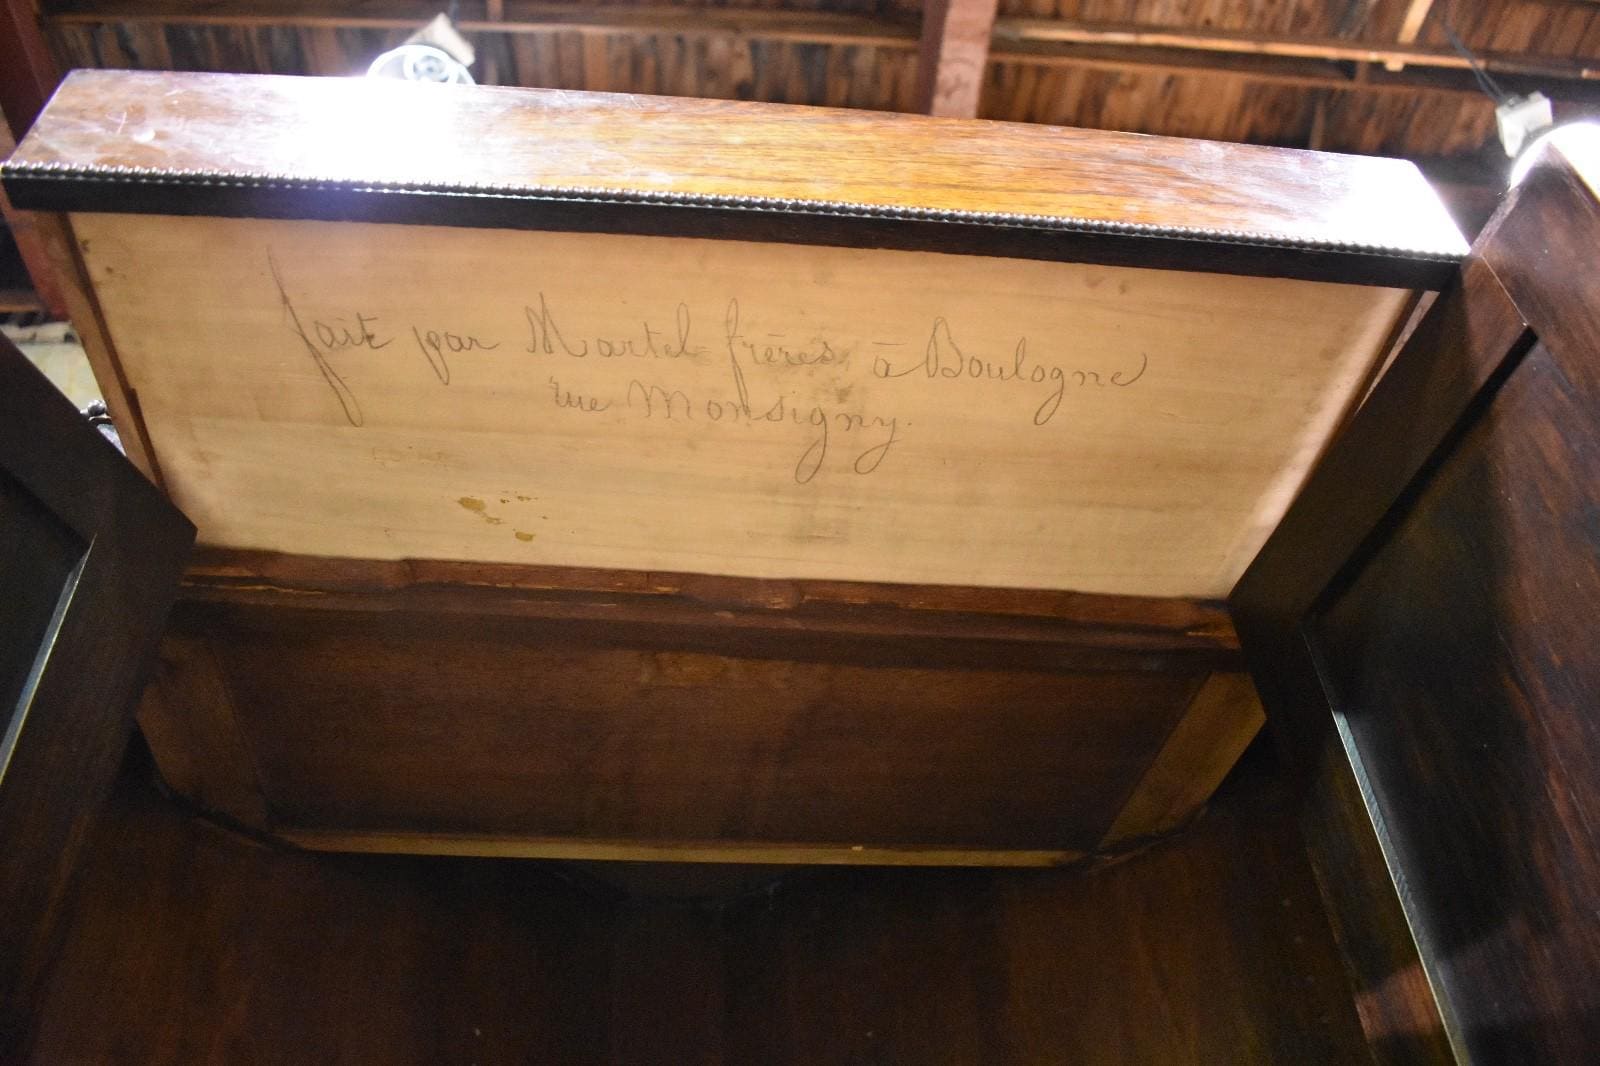 fait par Martel frères à Boulogne
rue Monsigny.